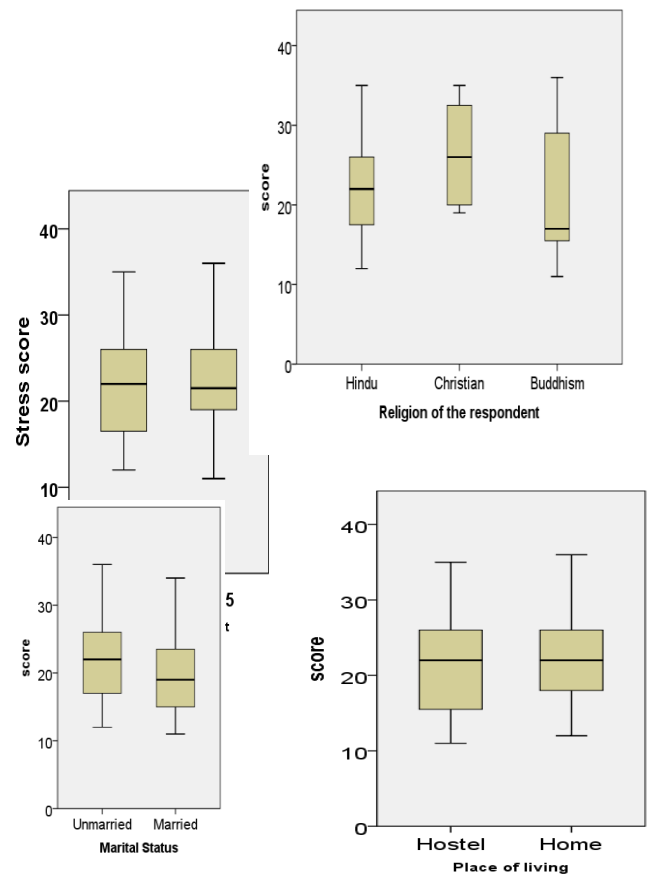 40
30
20
10
0
score
Hindu Christian Buddhism
Religion of the respondent
40
30
20
10
Stress score
5
t
40
30
20
10
0
score
Unmarried Married
Marital Status
40
30
20
10
0
score
Hostel Home
Place of living